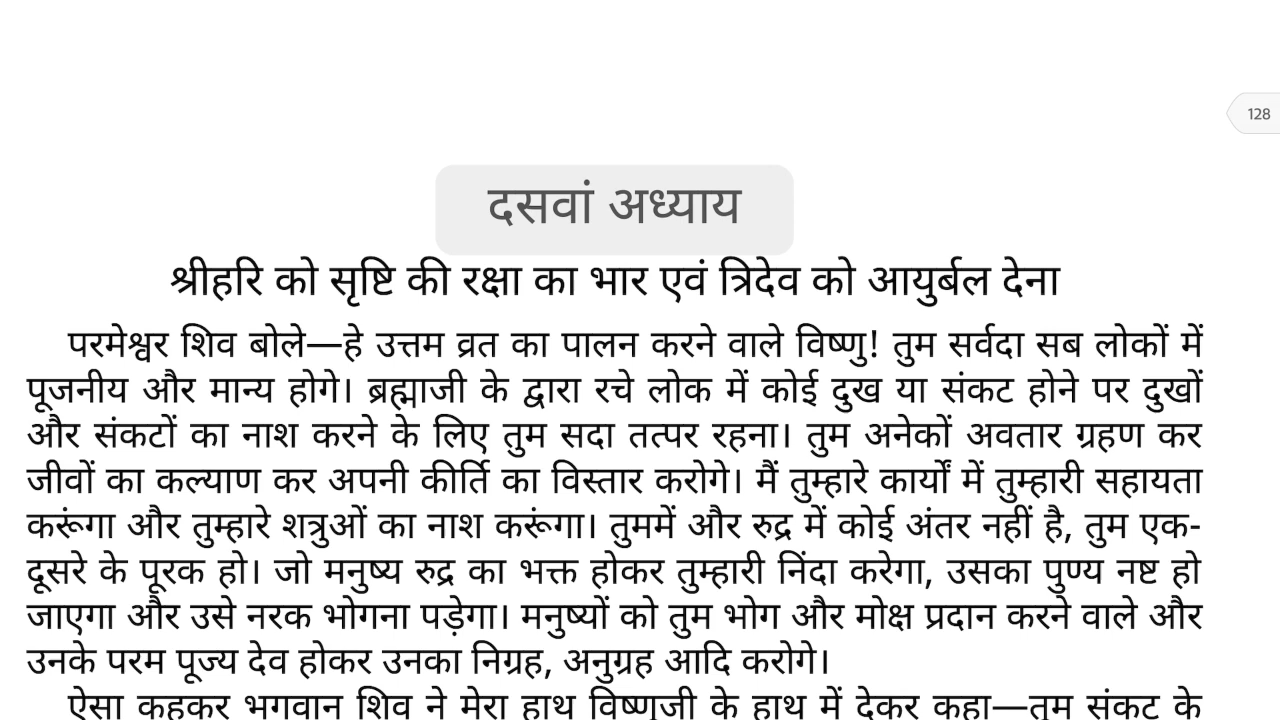 128
दसवां अध्याय
श्रीहरि को सृष्टि की रक्षा का भार एवं त्रिदेव को आयुर्बल देना
परमेश्वर शिव बोले—हे उत्तम व्रत का पालन करने वाले विष्णु! तुम सर्वदा सब लोकों में
पूजनीय और मान्य होगे। ब्रह्माजी के द्वारा रचे लोक में कोई दुख या संकट होने पर दुखों
और संकटों का नाश करने के लिए तुम सदा तत्पर रहना। तुम अनेकों अवतार ग्रहण कर
जीवों का कल्याण कर अपनी कीर्ति का विस्तार करोगे। मैं तुम्हारे कार्यों में तुम्हारी सहायता
करूंगा और तुम्हारे शत्रुओं का नाश करूंगा। तुममें और रुद्र में कोई अंतर नहीं है, तुम एक-
दूसरे के पूरक हो। जो मनुष्य रुद्र का भक्त होकर तुम्हारी निंदा करेगा, उसका पुण्य नष्ट हो
जाएगा और उसे नरक भोगना पड़ेगा। मनुष्यों को तुम भोग और मोक्ष प्रदान करने वाले और
उनके परम पूज्य देव होकर उनका निग्रह, अनुग्रह आदि करोगे।
ऐसा कहकर भगवान शिव ने मेरा हाथ विष्णुजी के हाथ में देकर कहा—तुम संकट के